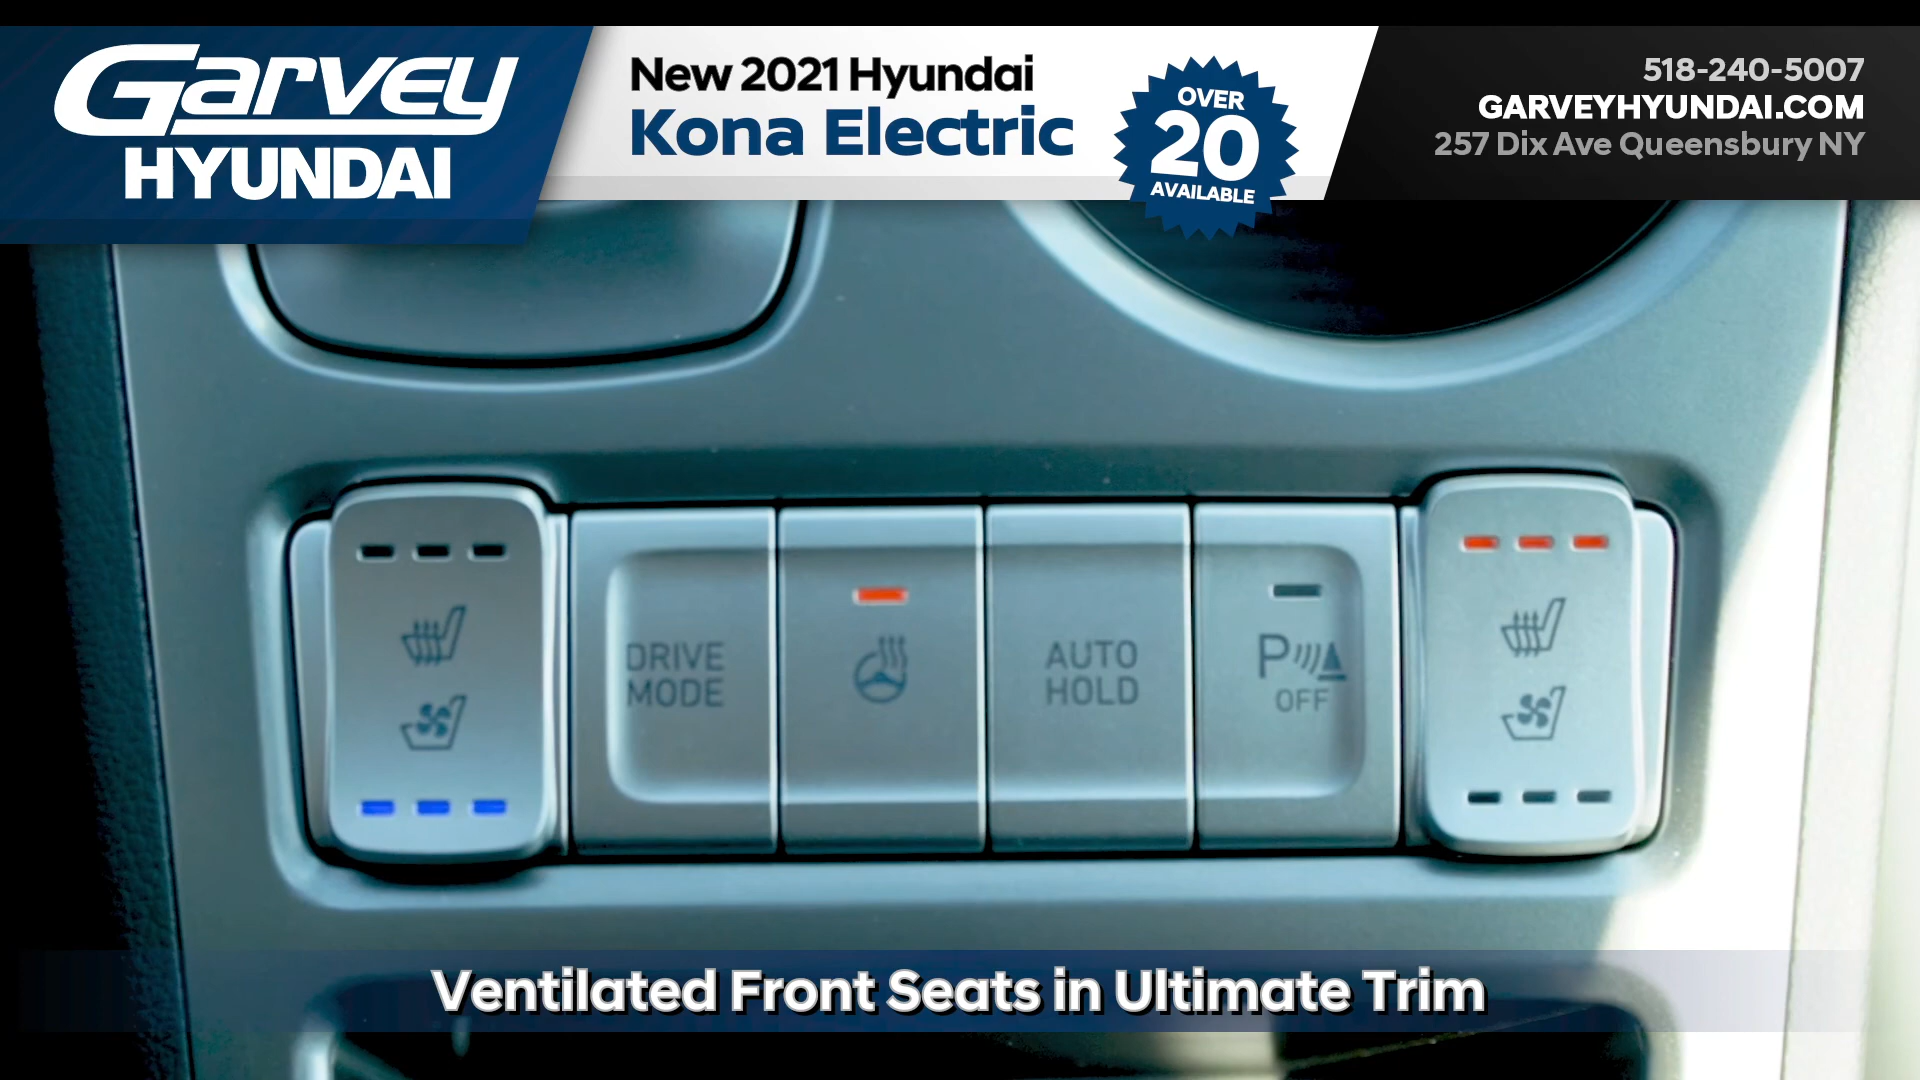 Garvey
HYUNDAI
New 2021 Hyundai
Kona Electric
OVER
20
AVAILABLE
518-240-5007
GARVEYHYUNDAI.COM
257 Dix Ave Queensbury NY
DRIVE
MODE
AUTO
HOLD
P
OFF
Ventilated Front Seats in Ultimate Trim